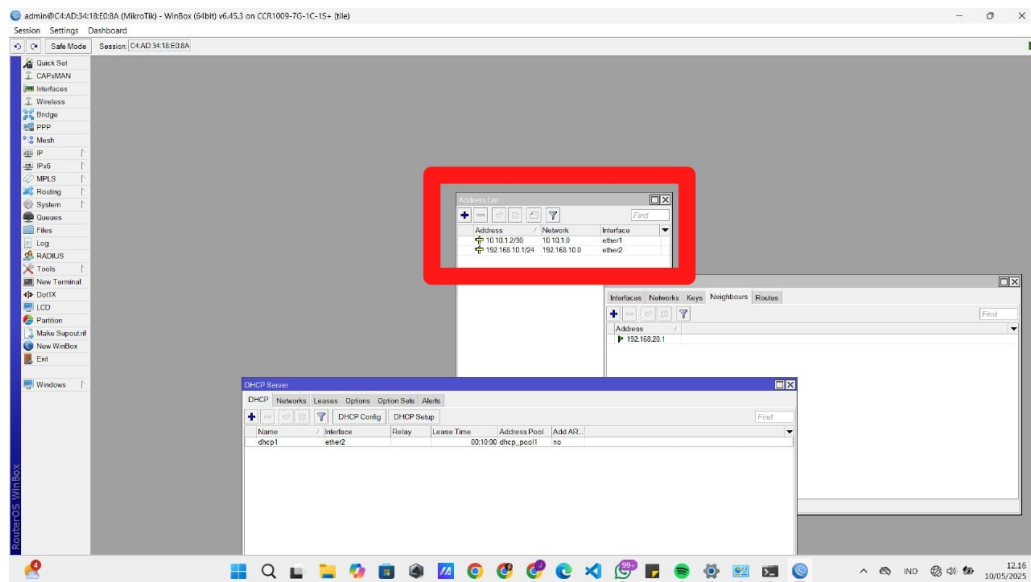 admin@C4:AD:34:18:E0:8A (MikroTik) - WinBox (64bit) v6.45.3 on CCR1009-7G-1C-1S+ (tile)
Session Settings Dashboard
Safe Mode Session: C4:AD:34:18:E0:8A
Quick Set
CAPsMAN
Interfaces
Wireless
Bridge
PPP
Mesh
IP
IPv6
MPLS
Routing
System
Queues
Files
Log
RADIUS
Tools
New Terminal
Dot1X
LCD
Partition
Make Supout.rif
New WinBox
Exit
Windows
RouterOS WinBox
Address List
Find
Address Network Interface
10.10.1.2/30 10.10.1.0 ether1
192.168.10.1/24 192.168.10.0 ether2
Interfaces Networks Keys Neighbours Routes
Find
Address
192.168.20.1
DHCP Server
DHCP Networks Leases Options Option Sets Alerts
DHCP Config DHCP Setup Find
Name Interface Relay Lease Time Address Pool Add AR...
dhcp1 ether2 00:10:00 dhcp_pool1 no
4
99+
IND
12.16
10/05/2025